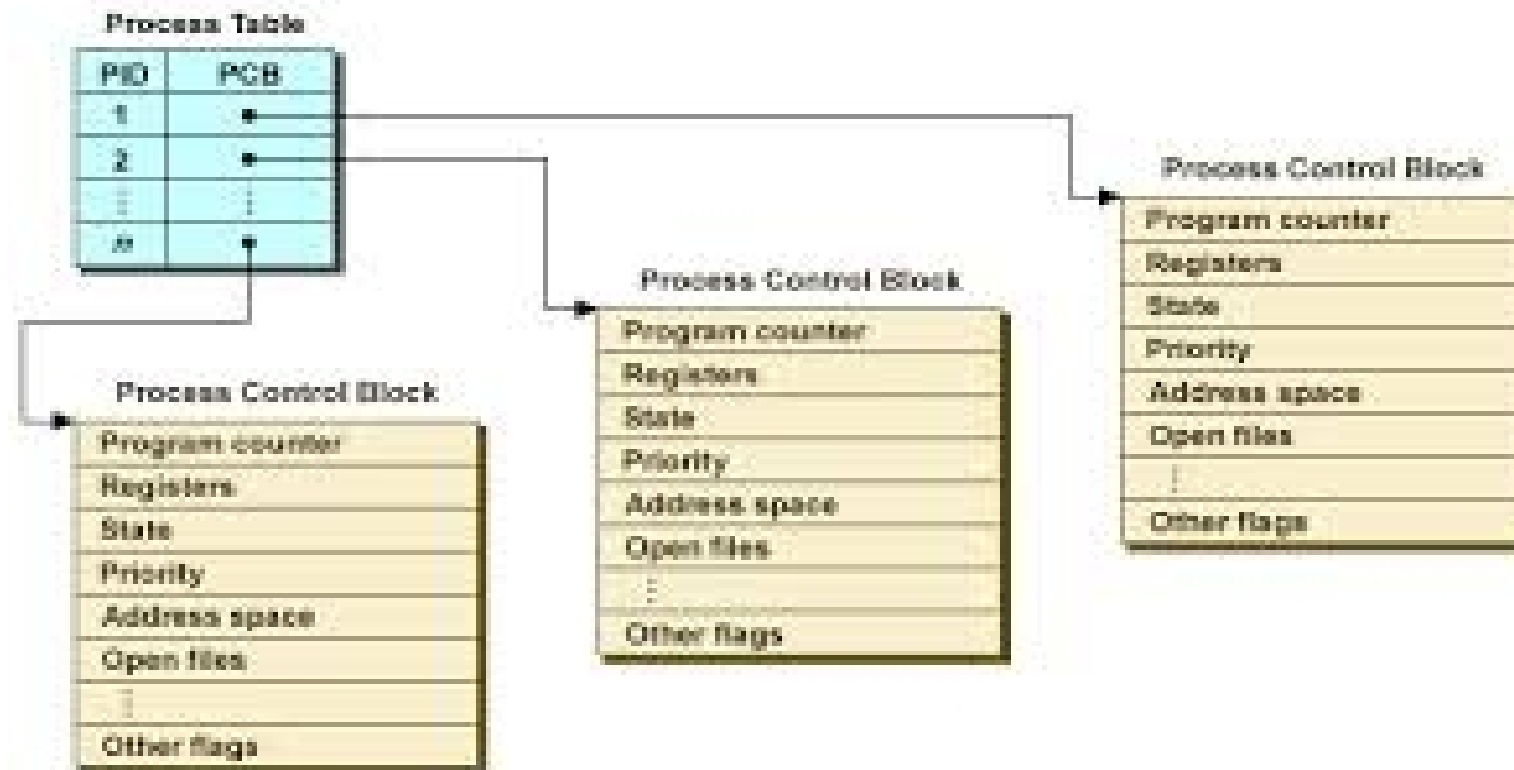 Process Table
PID PCB
1
2
⋮ ⋮
n
Process Control Block
Program counter
Registers
State
Priority
Address space
Open files
⋮
Other flags
Process Control Block
Program counter
Registers
State
Priority
Address space
Open files
⋮
Other flags
Process Control Block
Program counter
Registers
State
Priority
Address space
Open files
⋮
Other flags